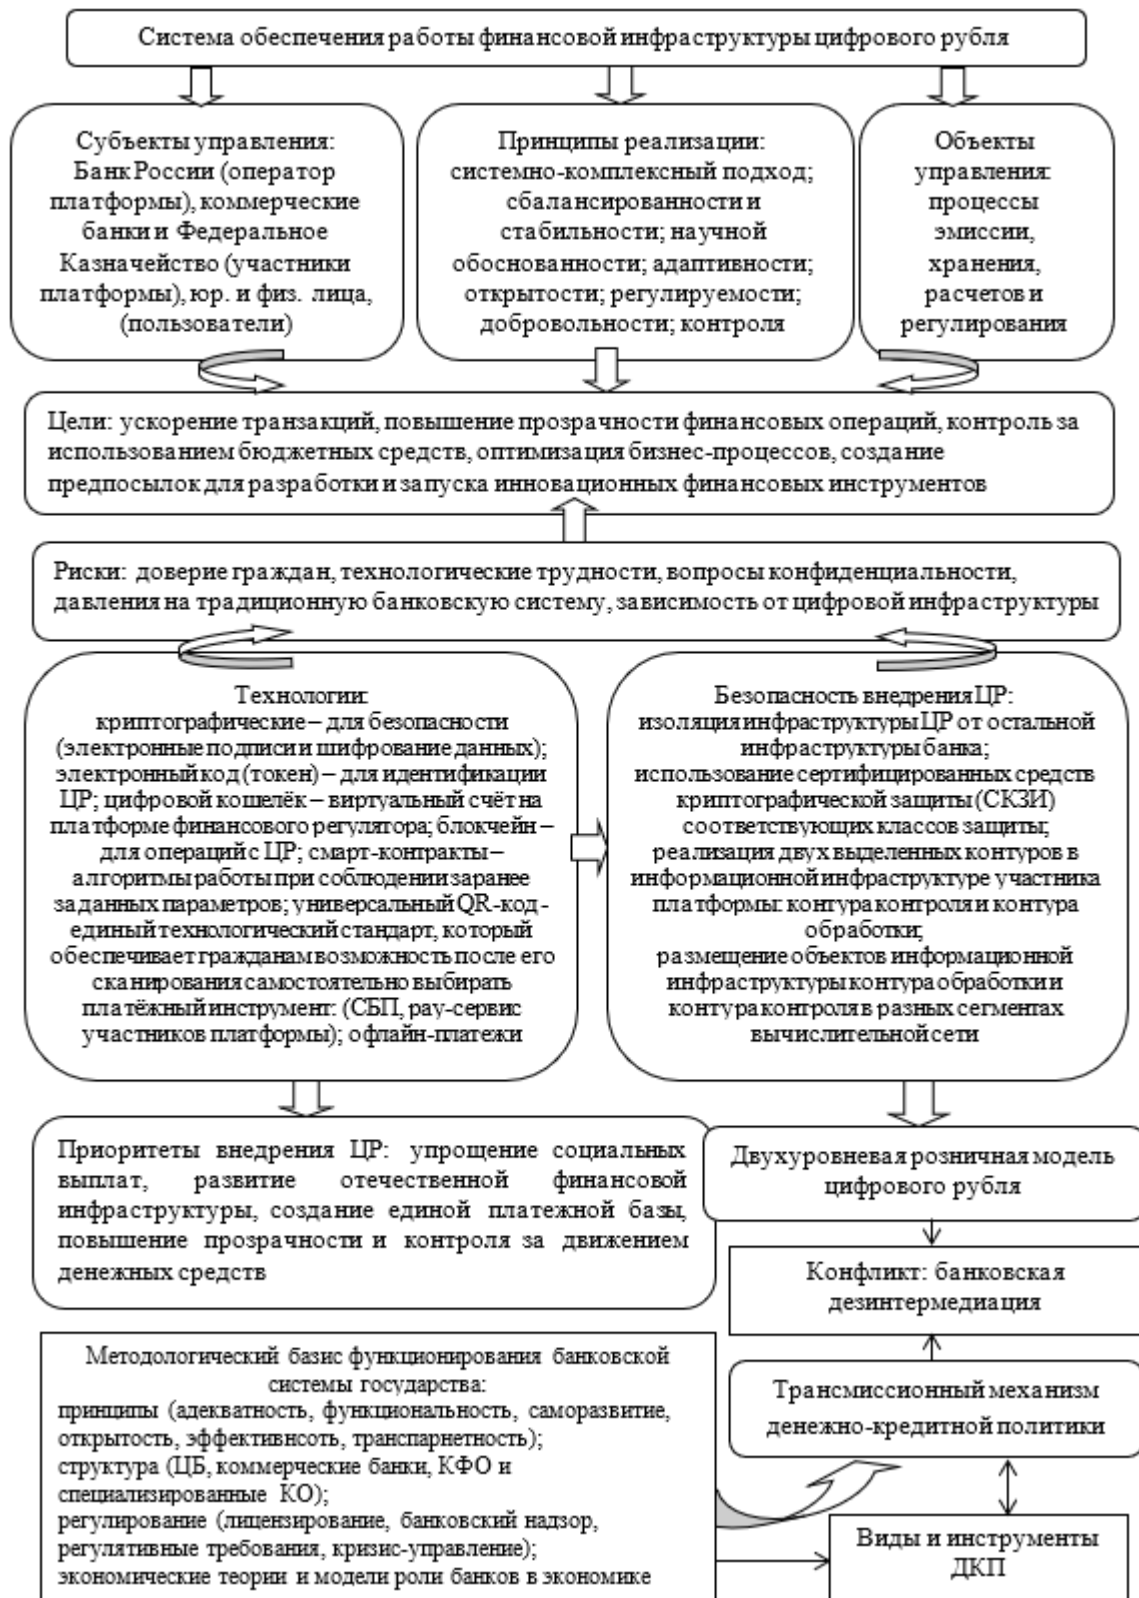 Система обеспечения работы финансовой инфраструктуры цифрового рубля
Субъекты управления:
Банк России (оператор
платформы), коммерческие
банки и Федеральное
Казначейство (участники
платформы), юр. и физ. лица,
(пользователи)
Принципы реализации:
системно-комплексный подход;
сбалансированности и
стабильности; научной
обоснованности; адаптивности;
открытости; регулируемости;
добровольности; контроля
Объекты
управления:
процессы
эмиссии,
хранения,
расчетов и
регулирования
Цели: ускорение транзакций, повышение прозрачности финансовых операций, контроль за
использованием бюджетных средств, оптимизация бизнес-процессов, создание
предпосылок для разработки и запуска инновационных финансовых инструментов
Риски: доверие граждан, технологические трудности, вопросы конфиденциальности,
давления на традиционную банковскую систему, зависимость от цифровой инфраструктуры
Технологии:
криптографические – для безопасности
(электронные подписи и шифрование данных);
электронный код (токен) – для идентификации
ЦР; цифровой кошелёк – виртуальный счёт на
платформе финансового регулятора; блокчейн –
для операций с ЦР; смарт-контракты –
алгоритмы работы при соблюдении заранее
заданных параметров; универсальный QR-код -
единый технологический стандарт, который
обеспечивает гражданам возможность после его
сканирования самостоятельно выбирать
платёжный инструмент: (СБП, pay-сервис
участников платформы); офлайн-платежи
Безопасность внедрения ЦР:
изоляция инфраструктуры ЦР от остальной
инфраструктуры банка;
использование сертифицированных средств
криптографической защиты (СКЗИ)
соответствующих классов защиты;
реализация двух выделенных контуров в
информационной инфраструктуре участника
платформы: контура контроля и контура
обработки;
размещение объектов информационной
инфраструктуры контура обработки и
контура контроля в разных сегментах
вычислительной сети
Приоритеты внедрения ЦР: упрощение социальных
выплат, развитие отечественной финансовой
инфраструктуры, создание единой платежной базы,
повышение прозрачности и контроля за движением
денежных средств
Двухуровневая розничная модель
цифрового рубля
Конфликт: банковская
дезинтермедиация
Методологический базис функционирования банковской
системы государства:
принципы (адекватность, функциональность, саморазвитие,
открытость, эффективнсоть, транспарнетность);
структура (ЦБ, коммерческие банки, КФО и
специализированные КО);
регулирование (лицензирование, банковский надзор,
регулятивные требования, кризис-управление);
экономические теории и модели роли банков в экономике
Трансмиссионный механизм
денежно-кредитной политики
Виды и инструменты
ДКП